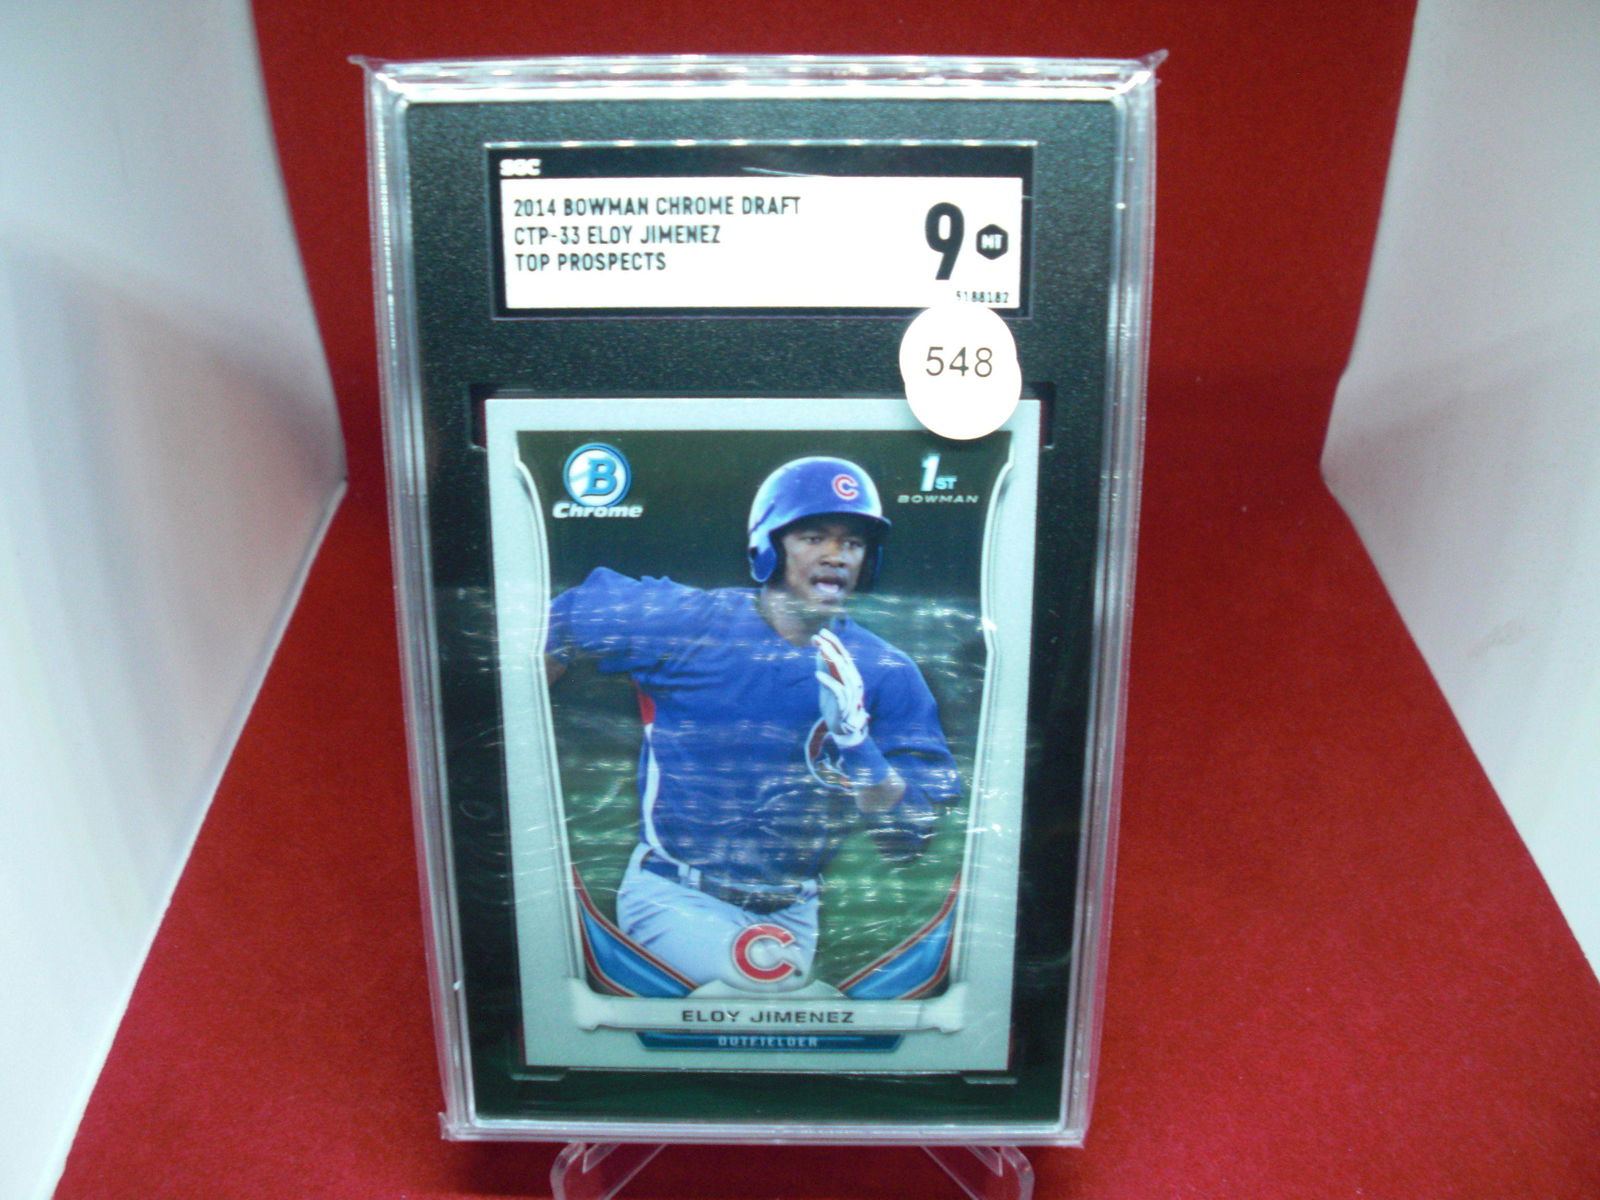 SGC
2014 BOWMAN CHROME DRAFT
CTP-33 ELOY JIMENEZ
TOP PROSPECTS
9 MT
5188182
548
B
Chrome
1ST
BOWMAN
C
C
ELOY JIMENEZ
OUTFIELDER